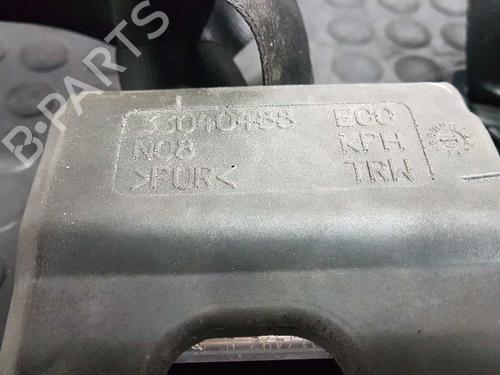 33040488 ECO
N08 KPH
>PUR< TRW
B-PARTS